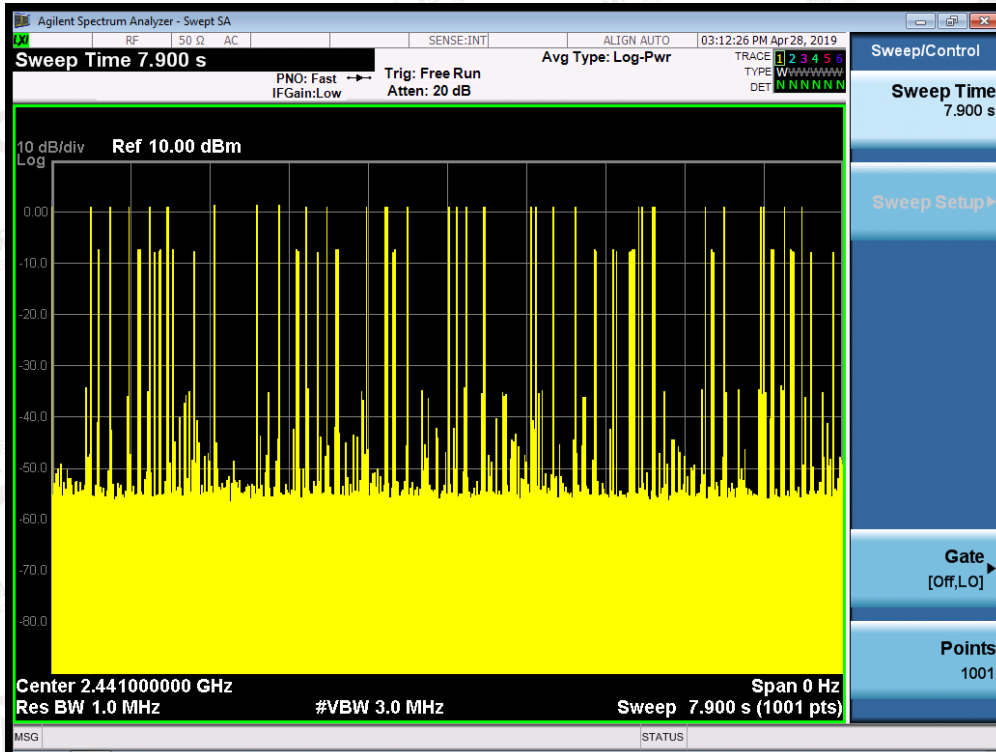 Agilent Spectrum Analyzer - Swept SA
LXI RF 50 Ω AC SENSE:INT ALIGN AUTO 03:12:26 PM Apr 28, 2019
Sweep Time 7.900 s
Avg Type: Log-Pwr
TRACE 1 2 3 4 5 6
PNO: Fast Trig: Free Run
TYPE WWWWWWW
IFGain:Low Atten: 20 dB
DET N N N N N N
10 dB/div Ref 10.00 dBm
Log
0.00
-10.0
-20.0
-30.0
-40.0
-50.0
-60.0
-70.0
-80.0
Center 2.441000000 GHz Span 0 Hz
Res BW 1.0 MHz #VBW 3.0 MHz Sweep 7.900 s (1001 pts)
MSG STATUS
Sweep/Control
Sweep Time
7.900 s
Sweep Setup
Gate
[Off,LO]
Points
1001